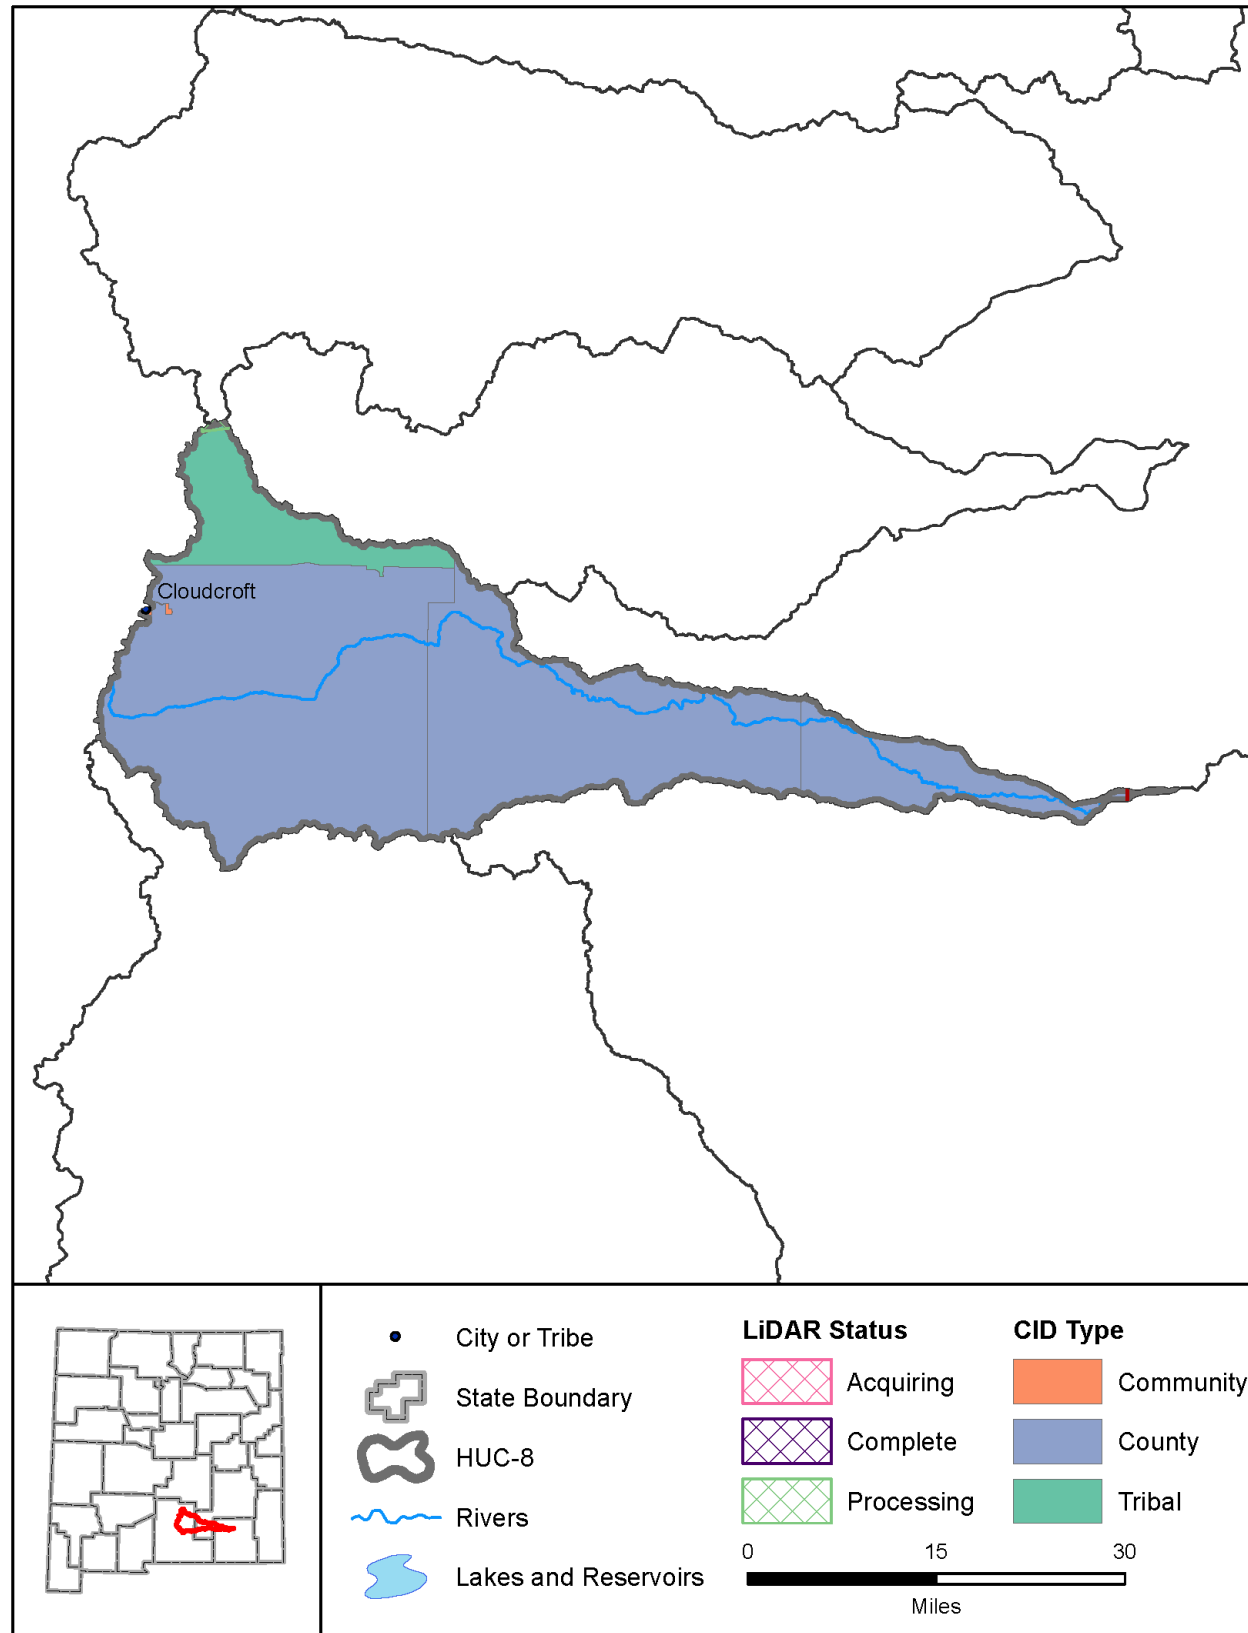 Cloudcroft
City or Tribe
State Boundary
HUC-8
Rivers
Lakes and Reservoirs
LiDAR Status
Acquiring
Complete
Processing
CID Type
Community
County
Tribal
0 15 30
Miles